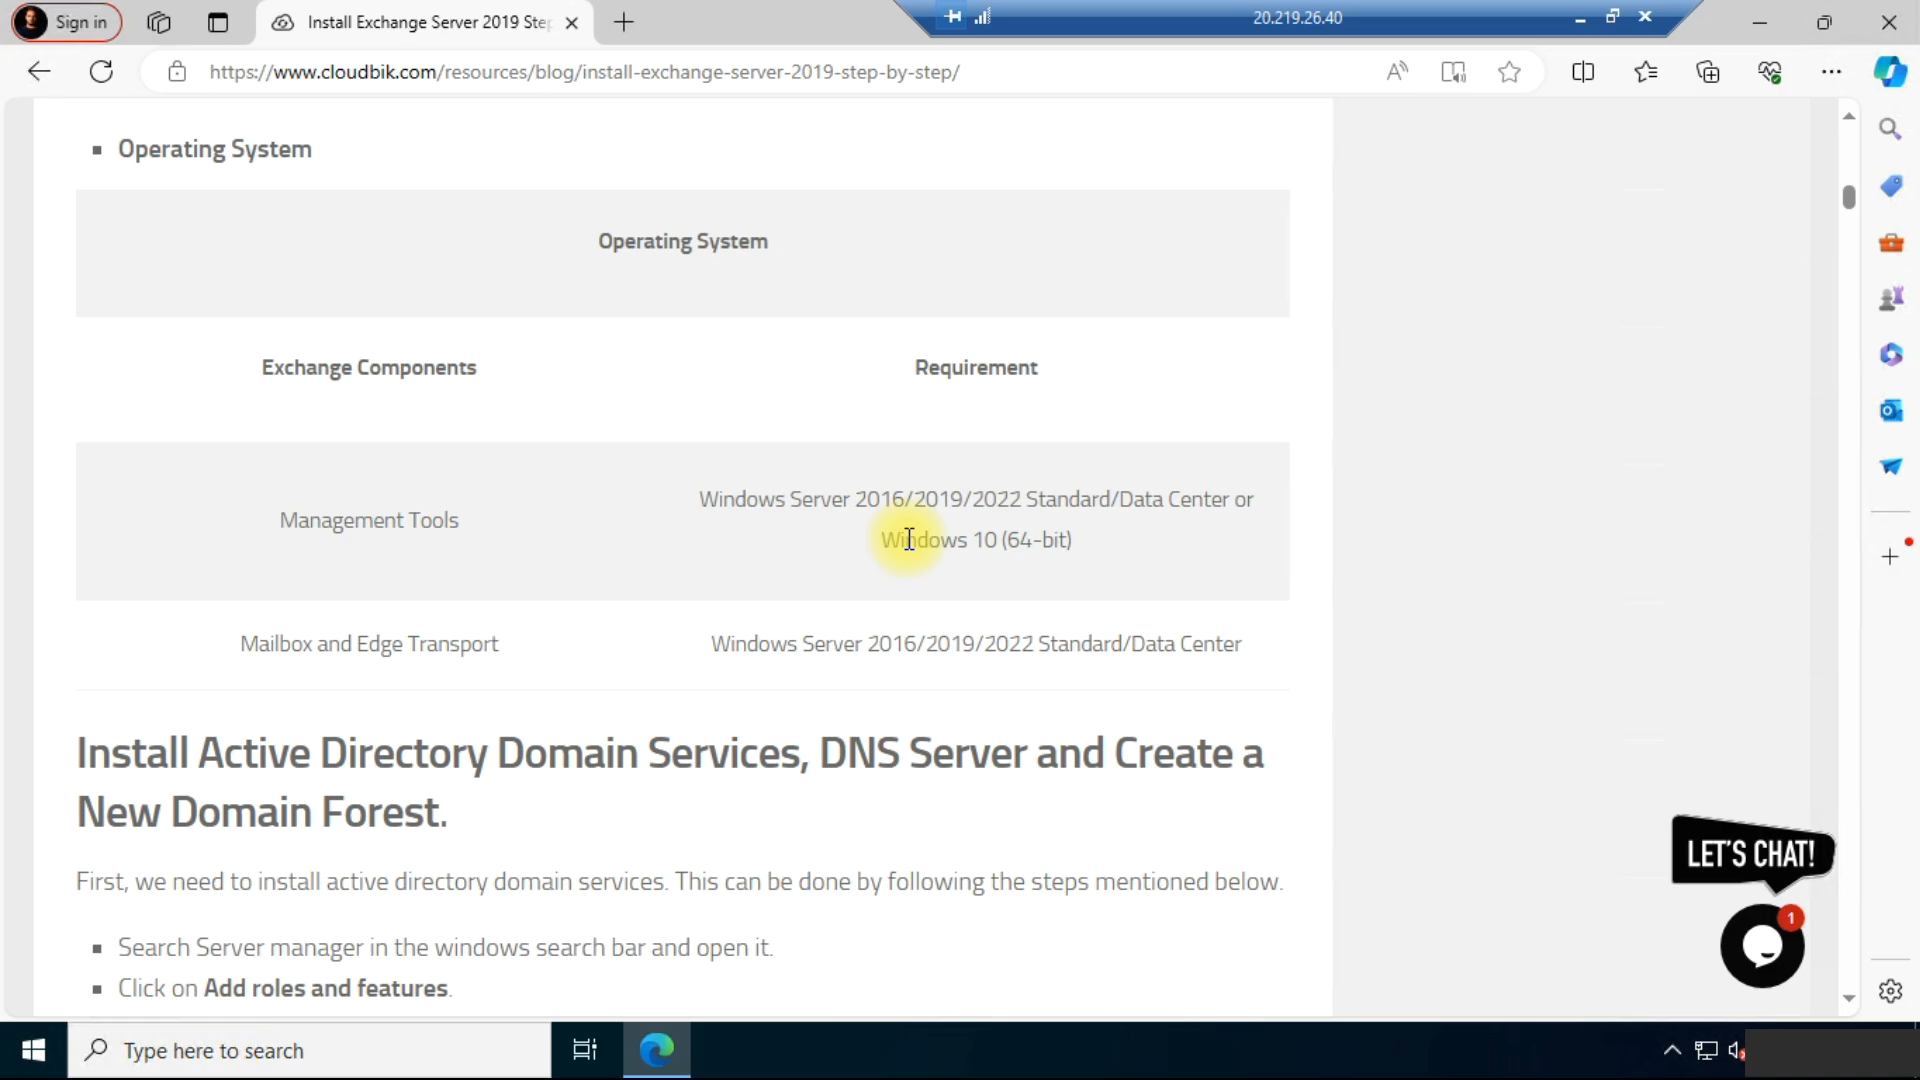 Sign in
Install Exchange Server 2019 Ste
20.219.26.40
https://www.cloudbik.com/resources/blog/install-exchange-server-2019-step-by-step/
Operating System
Operating System
Exchange Components Requirement
Management Tools
Windows Server 2016/2019/2022 Standard/Data Center or
Windows 10 (64-bit)
Mailbox and Edge Transport Windows Server 2016/2019/2022 Standard/Data Center
Install Active Directory Domain Services, DNS Server and Create a
New Domain Forest.
First, we need to install active directory domain services. This can be done by following the steps mentioned below.
Search Server manager in the windows search bar and open it.
Click on Add roles and features.
LET'S CHAT!
1
Type here to search